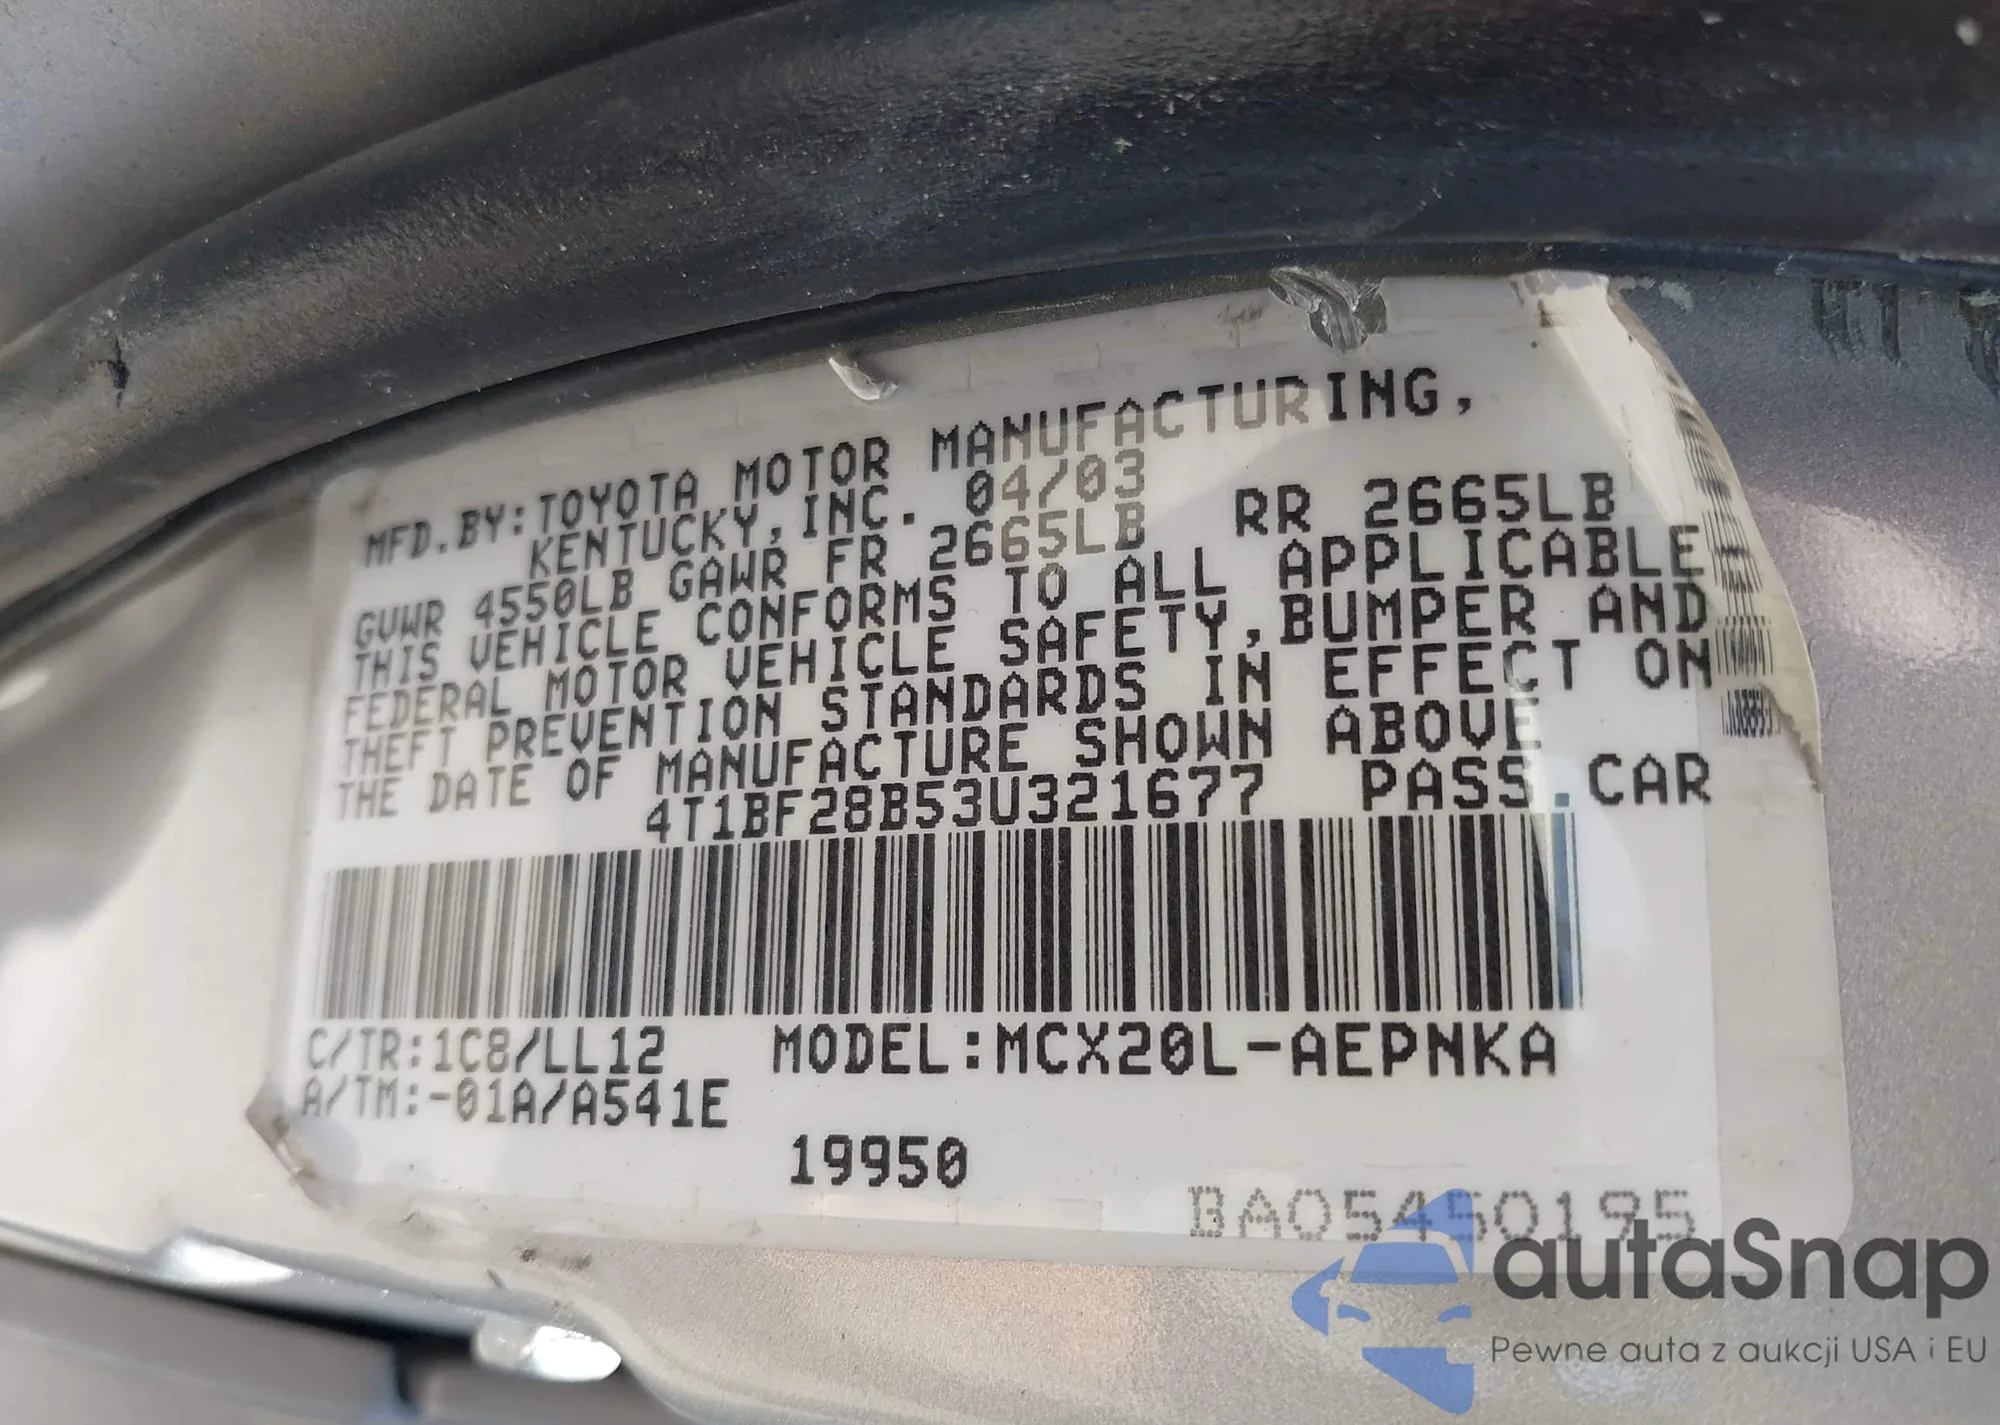 MFD.BY:TOYOTA MOTOR MANUFACTURING,
KENTUCKY,INC. 04/03
GVWR 4550LB GAWR FR 2665LB RR 2665LB
THIS VEHICLE CONFORMS TO ALL APPLICABLE
FEDERAL MOTOR VEHICLE SAFETY,BUMPER AND
THEFT PREVENTION STANDARDS IN EFFECT ON
THE DATE OF MANUFACTURE SHOWN ABOVE
4T1BF28B53U321677 PASS.CAR
C/TR:1C8/LL12 MODEL:MCX20L-AEPNKA
A/TM:-01A/A541E
19950
BA05450195
autaSnap
Pewne auta z aukcji USA i EU